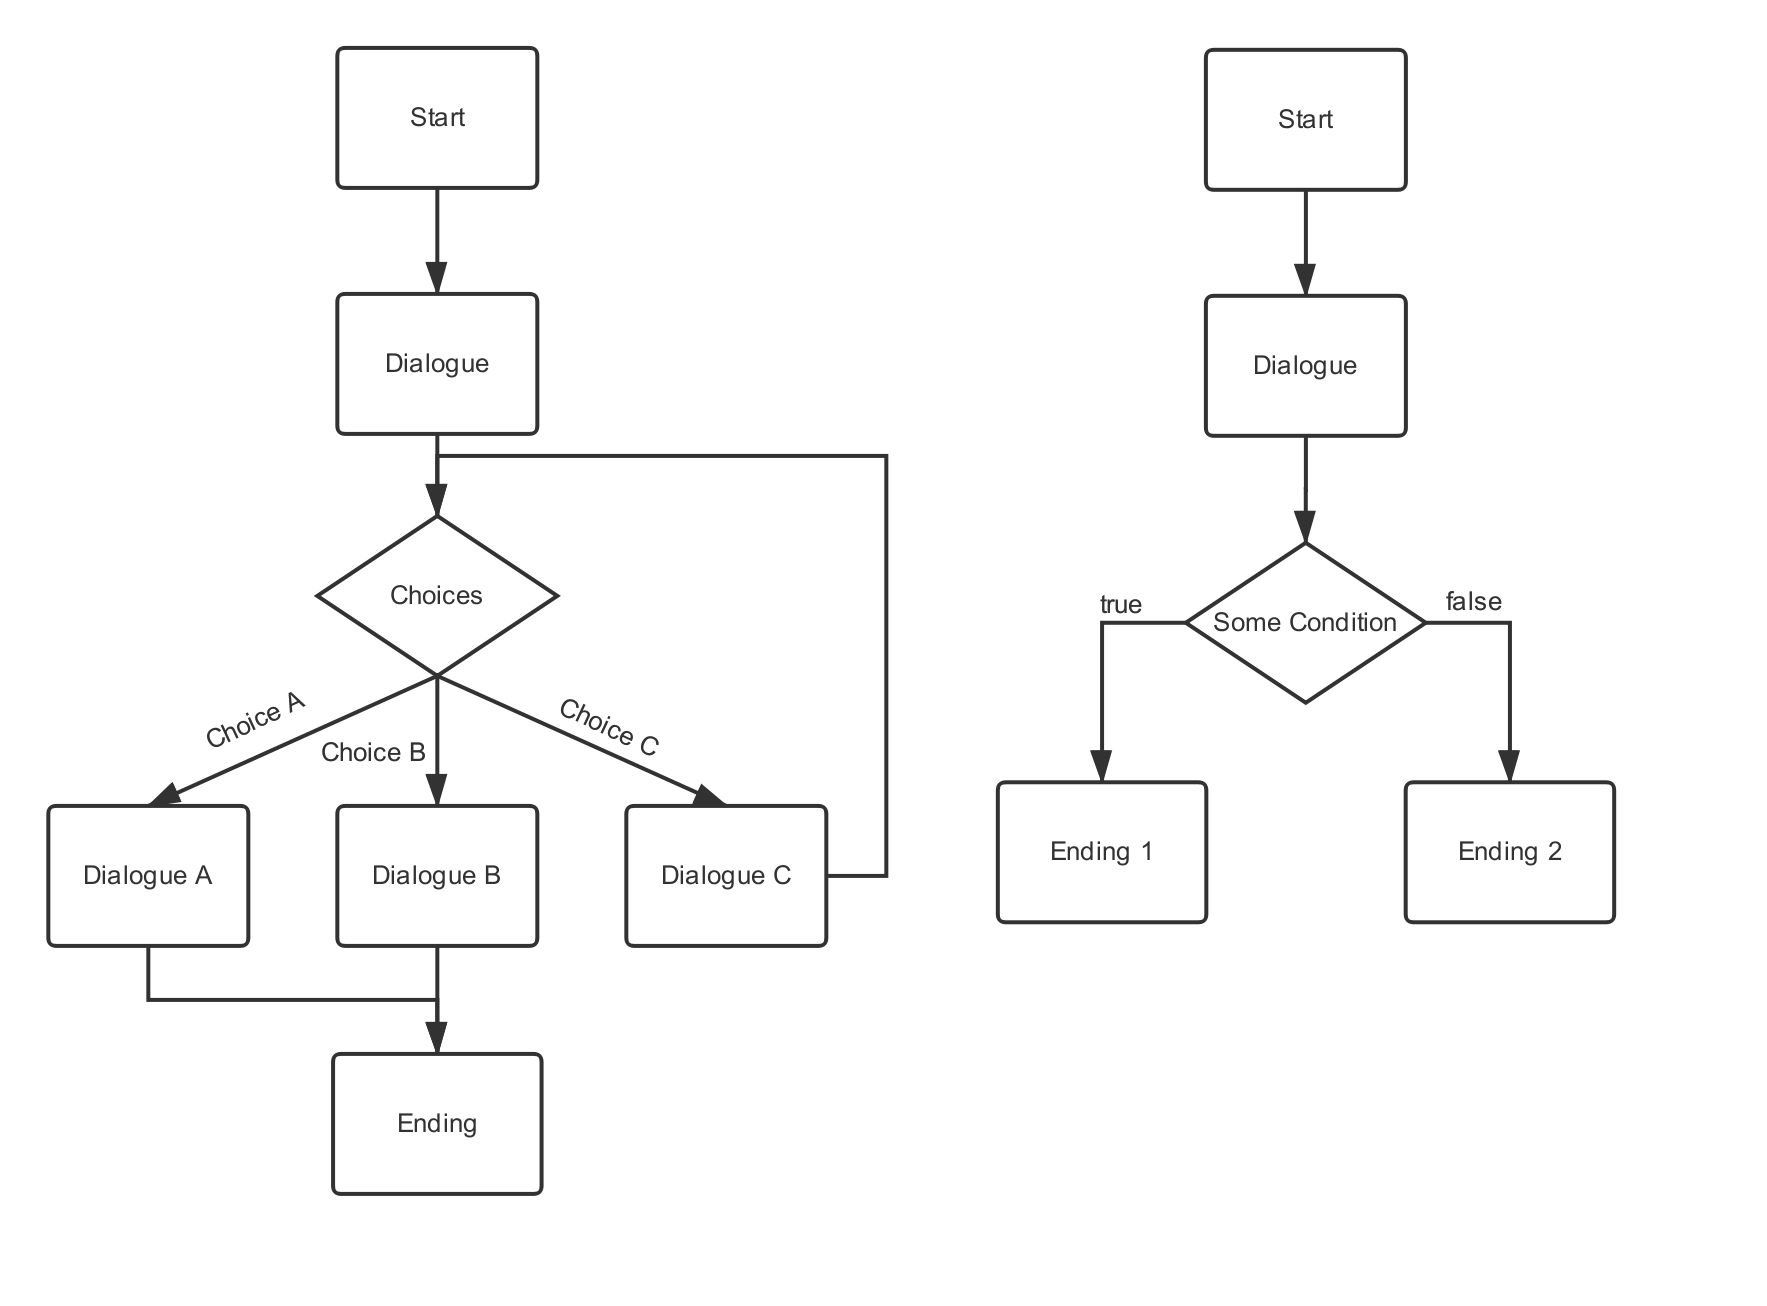 Start
Dialogue
Choices
Choice A
Choice B
Choice C
Dialogue A
Dialogue B
Dialogue C
Ending
Start
Dialogue
Some Condition
true
false
Ending 1
Ending 2